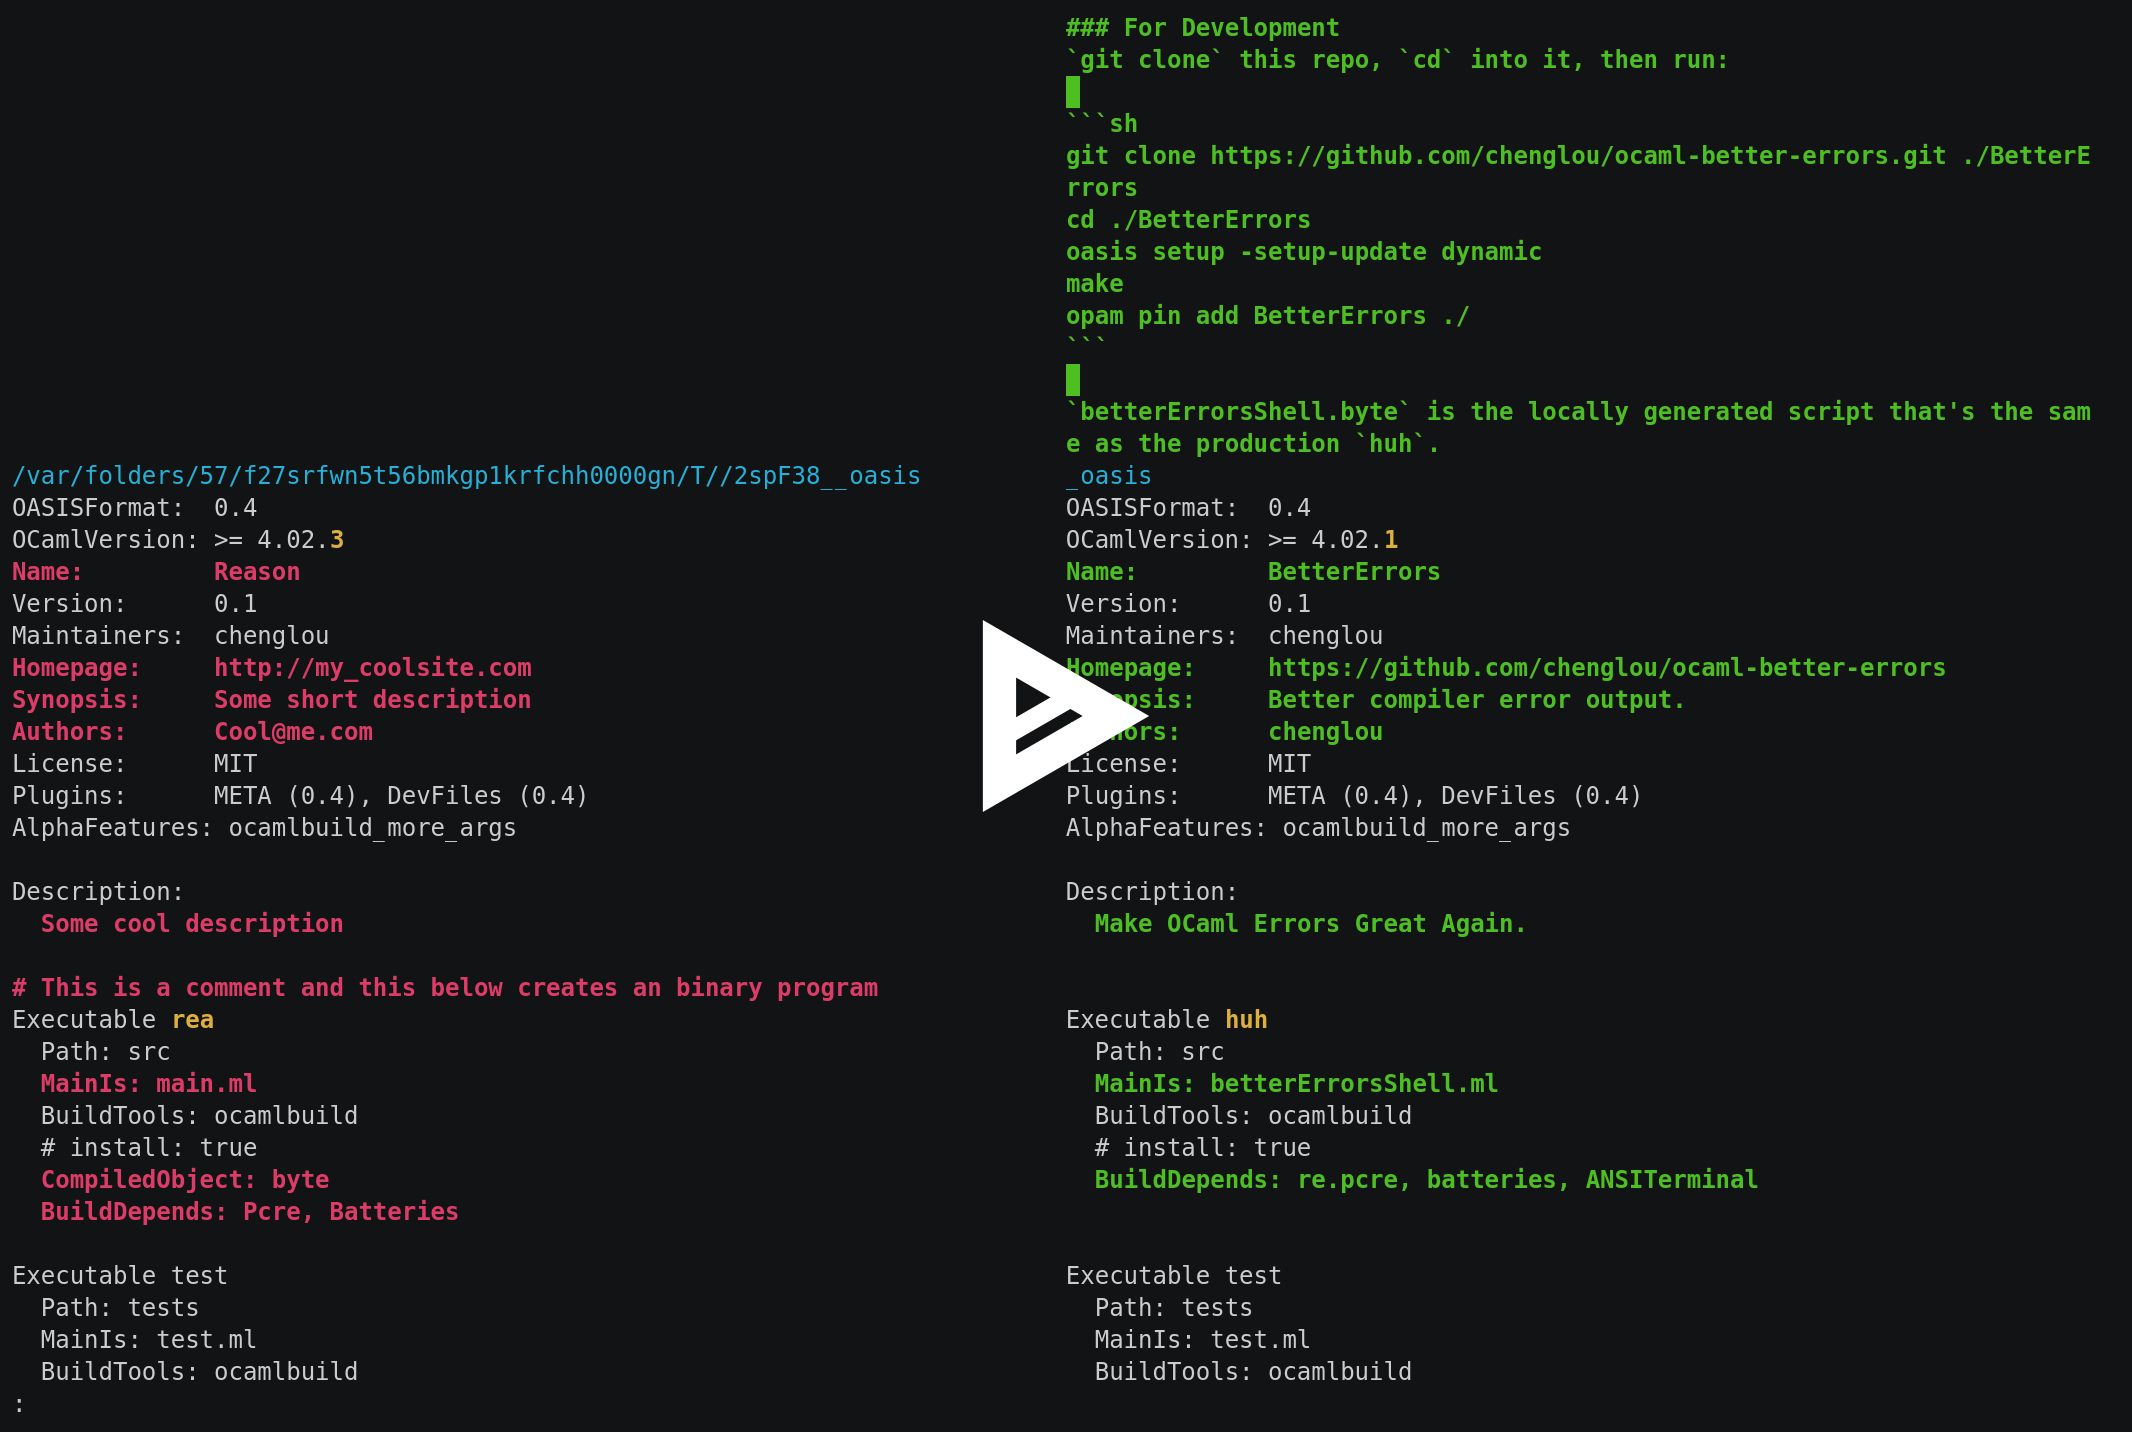 ### For Development
`git clone` this repo, `cd` into it, then run:
```sh
git clone https://github.com/chenglou/ocaml-better-errors.git ./BetterE
rrors
cd ./BetterErrors
oasis setup -setup-update dynamic
make
opam pin add BetterErrors ./
```
`betterErrorsShell.byte` is the locally generated script that's the sam
e as the production `huh`.
/var/folders/57/f27srfwn5t56bmkgp1krfchh0000gn/T//2spF38__oasis
OASISFormat:  0.4
OCamlVersion: >= 4.02.3
Name:         Reason
Version:      0.1
Maintainers:  chenglou
Homepage:     http://my_coolsite.com
Synopsis:     Some short description
Authors:      Cool@me.com
License:      MIT
Plugins:      META (0.4), DevFiles (0.4)
AlphaFeatures: ocamlbuild_more_args
Description:
  Some cool description
# This is a comment and this below creates an binary program
Executable rea
  Path: src
  MainIs: main.ml
  BuildTools: ocamlbuild
  # install: true
  CompiledObject: byte
  BuildDepends: Pcre, Batteries
Executable test
  Path: tests
  MainIs: test.ml
  BuildTools: ocamlbuild
:
_oasis
OASISFormat:  0.4
OCamlVersion: >= 4.02.1
Name:         BetterErrors
Version:      0.1
Maintainers:  chenglou
Homepage:     https://github.com/chenglou/ocaml-better-errors
Better compiler error output.
chenglou
License:      MIT
Plugins:      META (0.4), DevFiles (0.4)
AlphaFeatures: ocamlbuild_more_args
Description:
  Make OCaml Errors Great Again.
Executable huh
  Path: src
  MainIs: betterErrorsShell.ml
  BuildTools: ocamlbuild
  # install: true
  BuildDepends: re.pcre, batteries, ANSITerminal
Executable test
  Path: tests
  MainIs: test.ml
  BuildTools: ocamlbuild